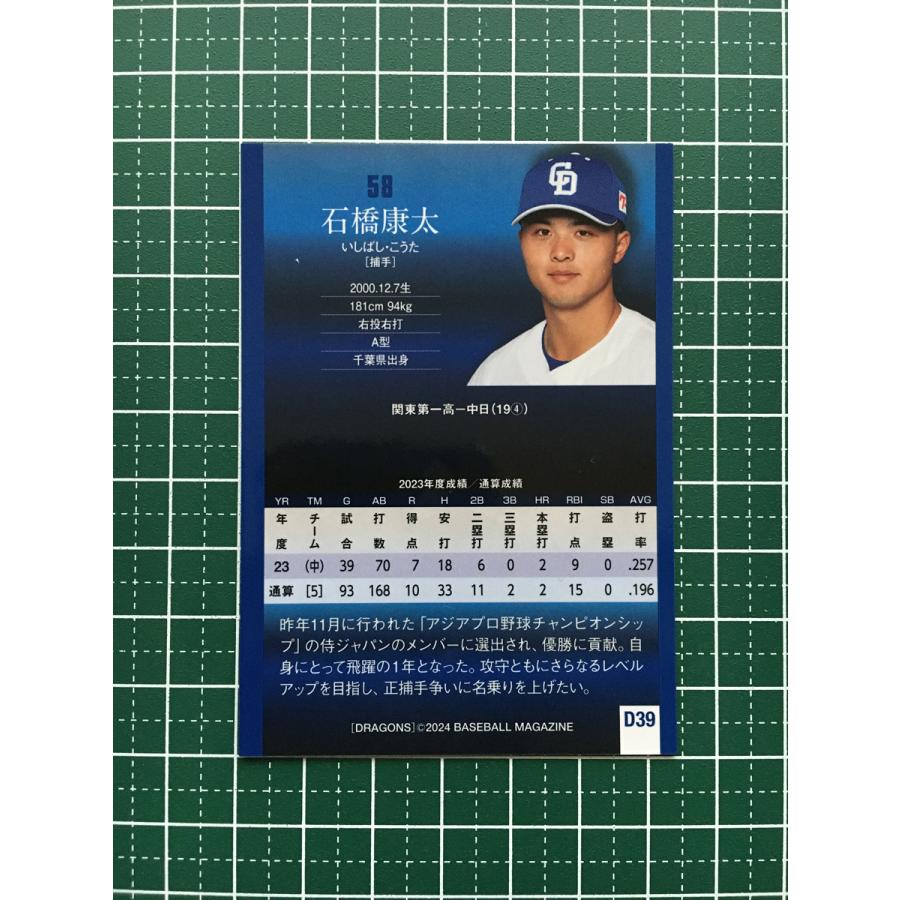 58
石橋康太
いしばし・こうた
[捕手]
CD
2000.12.7生
181cm 94kg
右投右打
A型
千葉県出身
関東第一高ー中日(19④)
2023年度成績/通算成績
YR TM G AB R H 2B 3B HR RBI SB AVG
年度 チーム 試合 打数 得点 安打 二塁打 三塁打 本塁打 打点 盗塁 打率
23 (中) 39 70 7 18 6 0 2 9 0 .257
通算 [5] 93 168 10 33 11 2 2 15 0 .196
昨年11月に行われた「アジアプロ野球チャンピオンシッ
プ」の侍ジャパンのメンバーに選出され、優勝に貢献。自
身にとって飛躍の1年となった。攻守ともにさらなるレベル
アップを目指し、正捕手争いに名乗りを上げたい。
[DRAGONS]©2024 BASEBALL MAGAZINE
D39